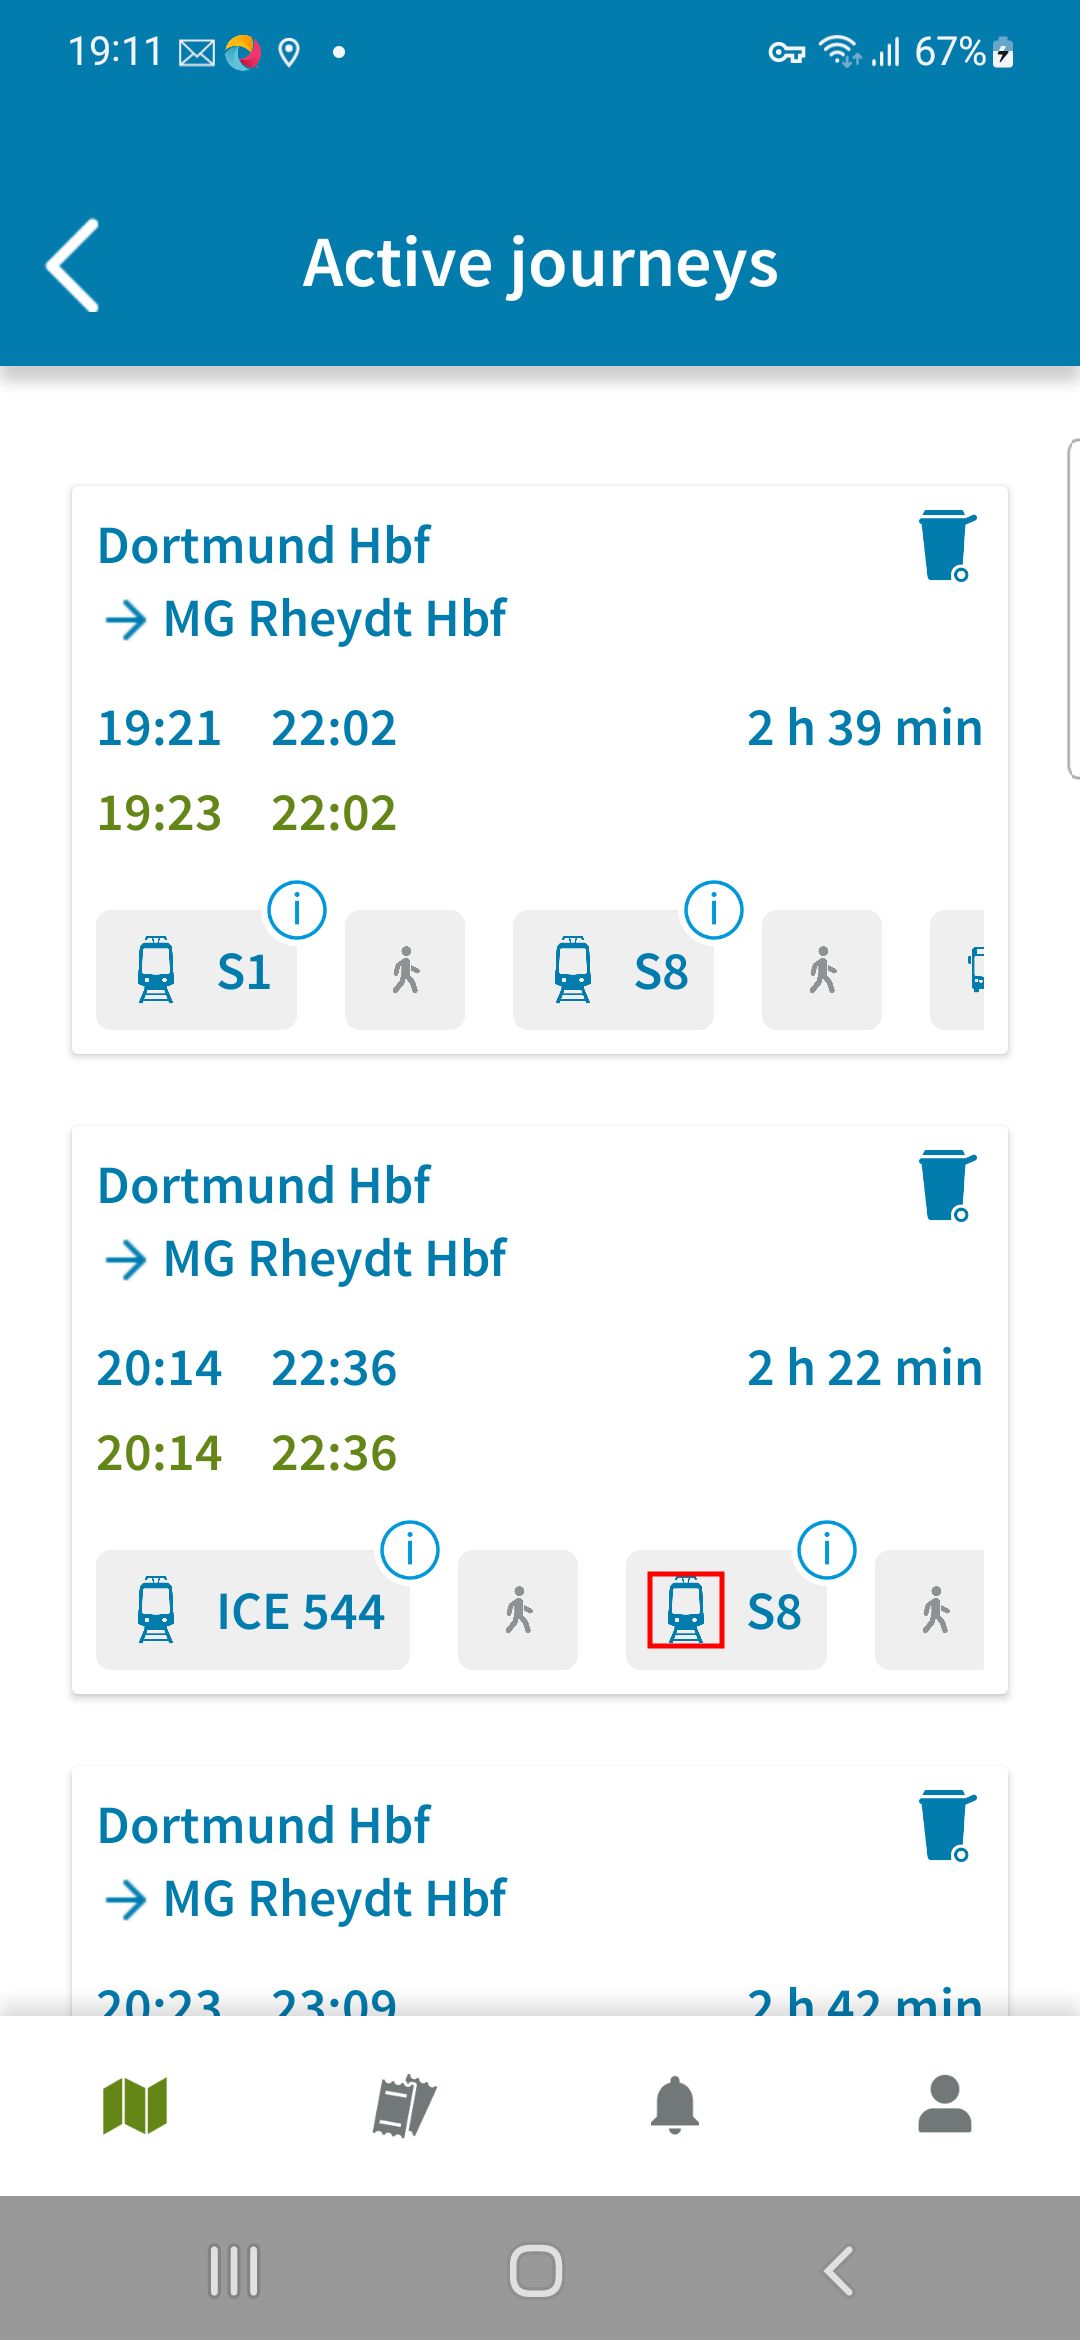 19:11 67%
Active journeys
Dortmund Hbf
MG Rheydt Hbf
19:21 22:02 2 h 39 min
19:23 22:02
S1 S8
Dortmund Hbf
MG Rheydt Hbf
20:14 22:36 2 h 22 min
20:14 22:36
ICE 544 S8
Dortmund Hbf
MG Rheydt Hbf
20:23 23:09 2 h 42 min